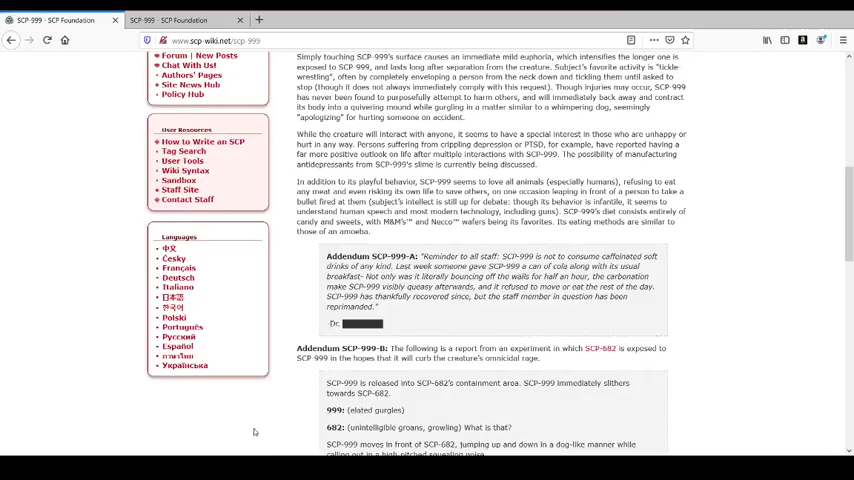 SCP-999 - SCP Foundation
SCP-999 - SCP Foundation
www.scp-wiki.net/scp-999
Forum | New Posts
Chat With Us!
Authors' Pages
Site News Hub
Policy Hub
User Resources
How to Write an SCP
Tag Search
User Tools
Wiki Syntax
Sandbox
Staff Site
Contact Staff
Languages
中文
Česky
Français
Deutsch
Italiano
日本語
한국어
Polski
Português
Русский
Español
ภาษาไทย
Українська
Simply touching SCP-999's surface causes an immediate mild euphoria, which intensifies the longer one is
exposed to SCP-999, and lasts long after separation from the creature. Subject's favorite activity is "tickle-
wrestling", often by completely enveloping a person from the neck down and tickling them until asked to
stop (though it does not always immediately comply with this request). Though injuries may occur, SCP-999
has never been found to purposefully attempt to harm others, and will immediately back away and contract
its body into a quivering mound while gurgling in a matter similar to a whimpering dog, seemingly
"apologizing" for hurting someone on accident.
While the creature will interact with anyone, it seems to have a special interest in those who are unhappy or
hurt in any way. Persons suffering from crippling depression or PTSD, for example, have reported having a
far more positive outlook on life after multiple interactions with SCP-999. The possibility of manufacturing
antidepressants from SCP-999's slime is currently being discussed.
In addition to its playful behavior, SCP-999 seems to love all animals (especially humans), refusing to eat
any meat and even risking its own life to save others, on one occasion leaping in front of a person to take a
bullet fired at them (subject's intellect is still up for debate: though its behavior is infantile, it seems to
understand human speech and most modern technology, including guns). SCP-999's diet consists entirely of
candy and sweets, with M&M's™ and Necco™ wafers being its favorites. Its eating methods are similar to
those of an amoeba.
Addendum SCP-999-A: "Reminder to all staff: SCP-999 is not to consume caffeinated soft
drinks of any kind. Last week someone gave SCP-999 a can of cola along with its usual
breakfast- Not only was it literally bouncing off the walls for half an hour, the carbonation
make SCP-999 visibly queasy afterwards, and it refused to move or eat the rest of the day.
SCP-999 has thankfully recovered since, but the staff member in question has been
reprimanded."
-Dr. ██████
Addendum SCP-999-B: The following is a report from an experiment in which SCP-682 is exposed to
SCP-999 in the hopes that it will curb the creature's omnicidal rage.
SCP-999 is released into SCP-682's containment area. SCP-999 immediately slithers
towards SCP-682.
999: (elated gurgles)
682: (unintelligible groans, growling) What is that?
SCP-999 moves in front of SCP-682, jumping up and down in a dog-like manner while
calling out in a high-pitched squealing noise.